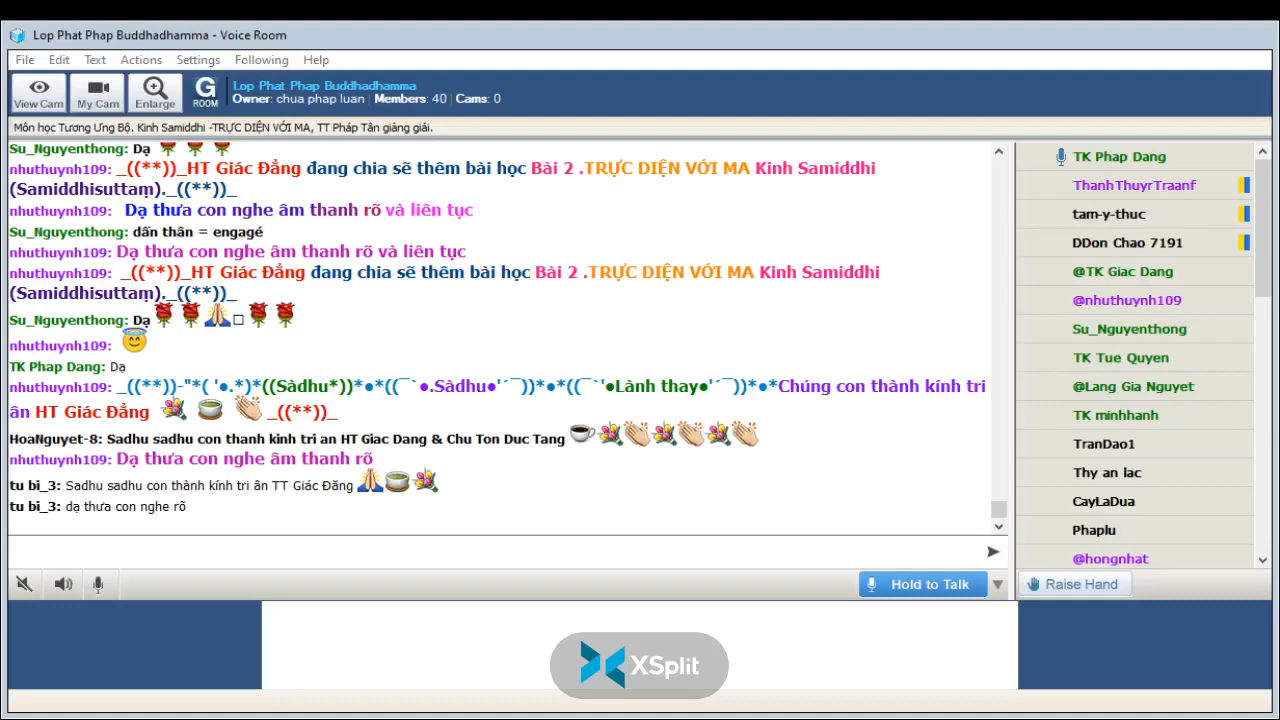 Lop Phat Phap Buddhadhamma - Voice Room
File Edit Text Actions Settings Following Help
View Cam My Cam Enlarge G ROOM
Lop Phat Phap Buddhadhamma
Owner: chua phap luan | Members: 40 | Cams: 0
Môn học Tương Ưng Bộ. Kinh Samiddhi -TRỰC DIỆN VỚI MA, TT Pháp Tân giảng giải.
Su_Nguyenthong: Dạ
nhuthuynh109: _((**))_HT Giác Đẳng đang chia sẽ thêm bài học Bài 2 .TRỰC DIỆN VỚI MA Kinh Samiddhi
(Samiddhisuttaṃ)._((**))_
nhuthuynh109: Dạ thưa con nghe âm thanh rõ và liên tục
Su_Nguyenthong: dấn thân = engagé
nhuthuynh109: Dạ thưa con nghe âm thanh rõ và liên tục
nhuthuynh109: _((**))_HT Giác Đẳng đang chia sẽ thêm bài học Bài 2 .TRỰC DIỆN VỚI MA Kinh Samiddhi
(Samiddhisuttaṃ)._((**))_
Su_Nguyenthong: Dạ
nhuthuynh109:
TK Phap Dang: Dạ
nhuthuynh109: _((**))-"*( '●.*)*((Sàdhu*))*●*((¯`●.Sàdhu●'´¯))*●*((¯`'●Lành thay●'´¯))*●*Chúng con thành kính tri
ân HT Giác Đẳng _((**))_
HoaNguyet-8: Sadhu sadhu con thanh kinh tri an HT Giac Dang & Chu Ton Duc Tang
nhuthuynh109: Dạ thưa con nghe âm thanh rõ
tu bi_3: Sadhu sadhu con thành kính tri ân TT Giác Đăng
tu bi_3: dạ thưa con nghe rõ
Hold to Talk
TK Phap Dang
ThanhThuyrTraanf
tam-y-thuc
DDon Chao 7191
@TK Giac Dang
@nhuthuynh109
Su_Nguyenthong
TK Tue Quyen
@Lang Gia Nguyet
TK minhhanh
TranDao1
Thy an lac
CayLaDua
Phaplu
@hongnhat
Raise Hand
XSplit